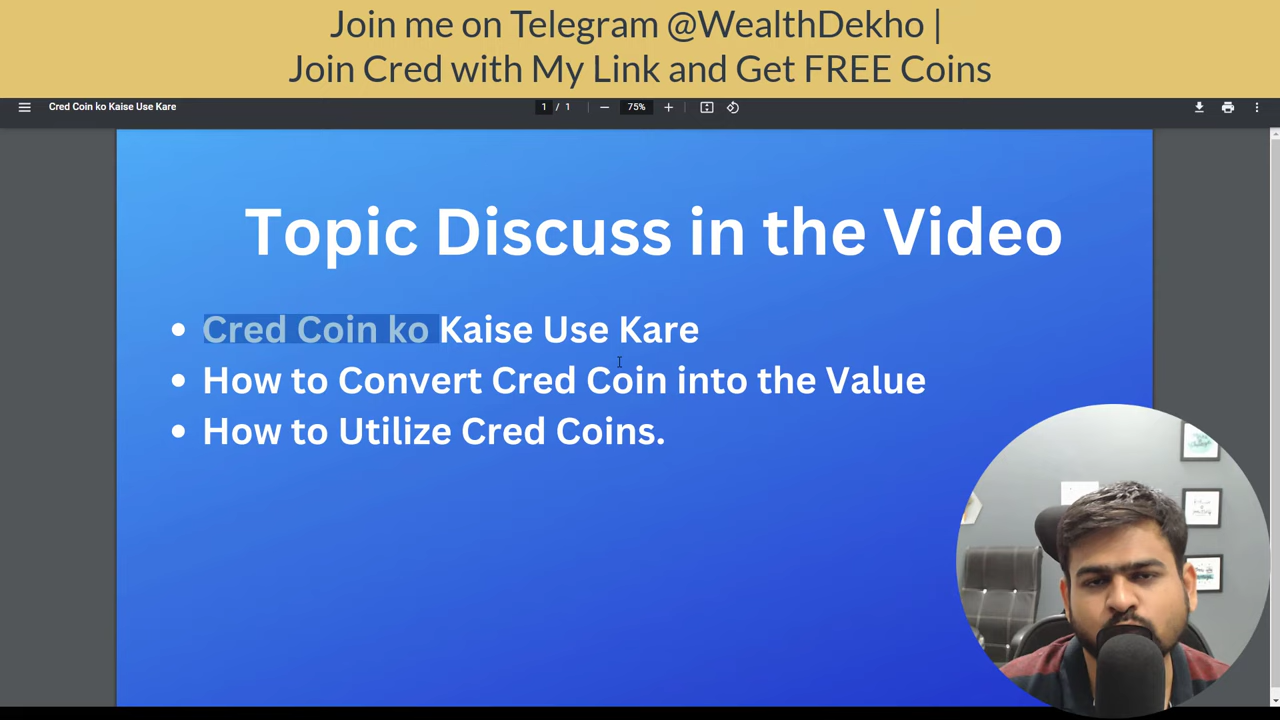 Join me on Telegram @WealthDekho |
Join Cred with My Link and Get FREE Coins
Cred Coin ko Kaise Use Kare
1 / 1
75%
Topic Discuss in the Video
• Cred Coin ko Kaise Use Kare
• How to Convert Cred Coin into the Value
• How to Utilize Cred Coins.